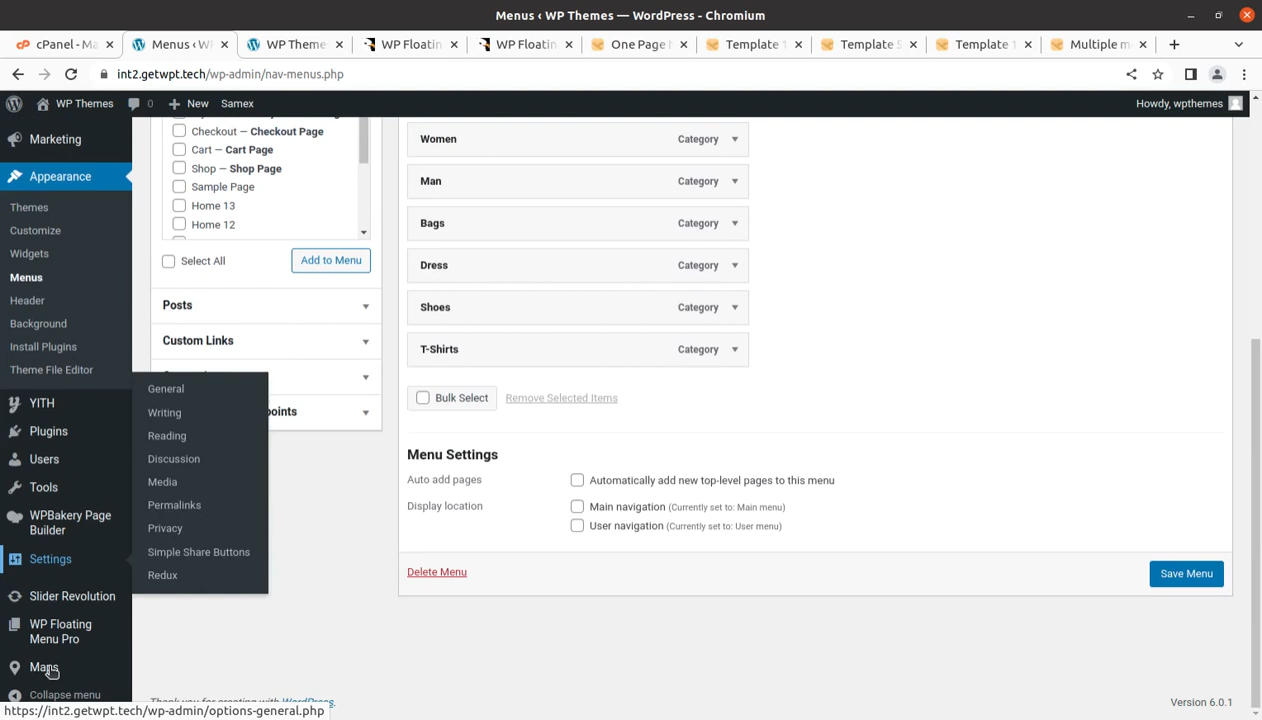 Menus ‹ WP Themes — WordPress - Chromium
cPanel - Ma
Menus ‹ W
WP Theme
WP Floatin
WP Floatin
One Page
Template 1
Template 5
Template 1
Multiple m
int2.getwpt.tech/wp-admin/nav-menus.php
WP Themes
0
New
Samex
Howdy, wpthemes
Marketing
Appearance
Themes
Customize
Widgets
Menus
Header
Background
Install Plugins
Theme File Editor
YITH
Plugins
Users
Tools
WPBakery Page
Builder
Settings
Slider Revolution
WP Floating
Menu Pro
Maps
Collapse menu
General
Writing
Reading
Discussion
Media
Permalinks
Privacy
Simple Share Buttons
Redux
Checkout — Checkout Page
Cart — Cart Page
Shop — Shop Page
Sample Page
Home 13
Home 12
Select All
Add to Menu
Posts
Custom Links
Women Category
Man Category
Bags Category
Dress Category
Shoes Category
T-Shirts Category
Bulk Select
Remove Selected Items
Menu Settings
Auto add pages
Automatically add new top-level pages to this menu
Display location
Main navigation (Currently set to: Main menu)
User navigation (Currently set to: User menu)
Delete Menu
Save Menu
Thank you for creating with WordPress.
Version 6.0.1
https://int2.getwpt.tech/wp-admin/options-general.php